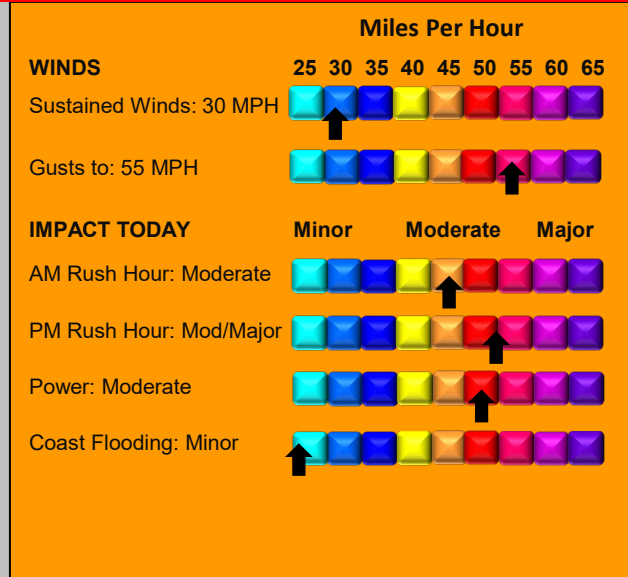 Miles Per Hour
WINDS 25 30 35 40 45 50 55 60 65
Sustained Winds: 30 MPH
Gusts to: 55 MPH
IMPACT TODAY Minor Moderate Major
AM Rush Hour: Moderate
PM Rush Hour: Mod/Major
Power: Moderate
Coast Flooding: Minor